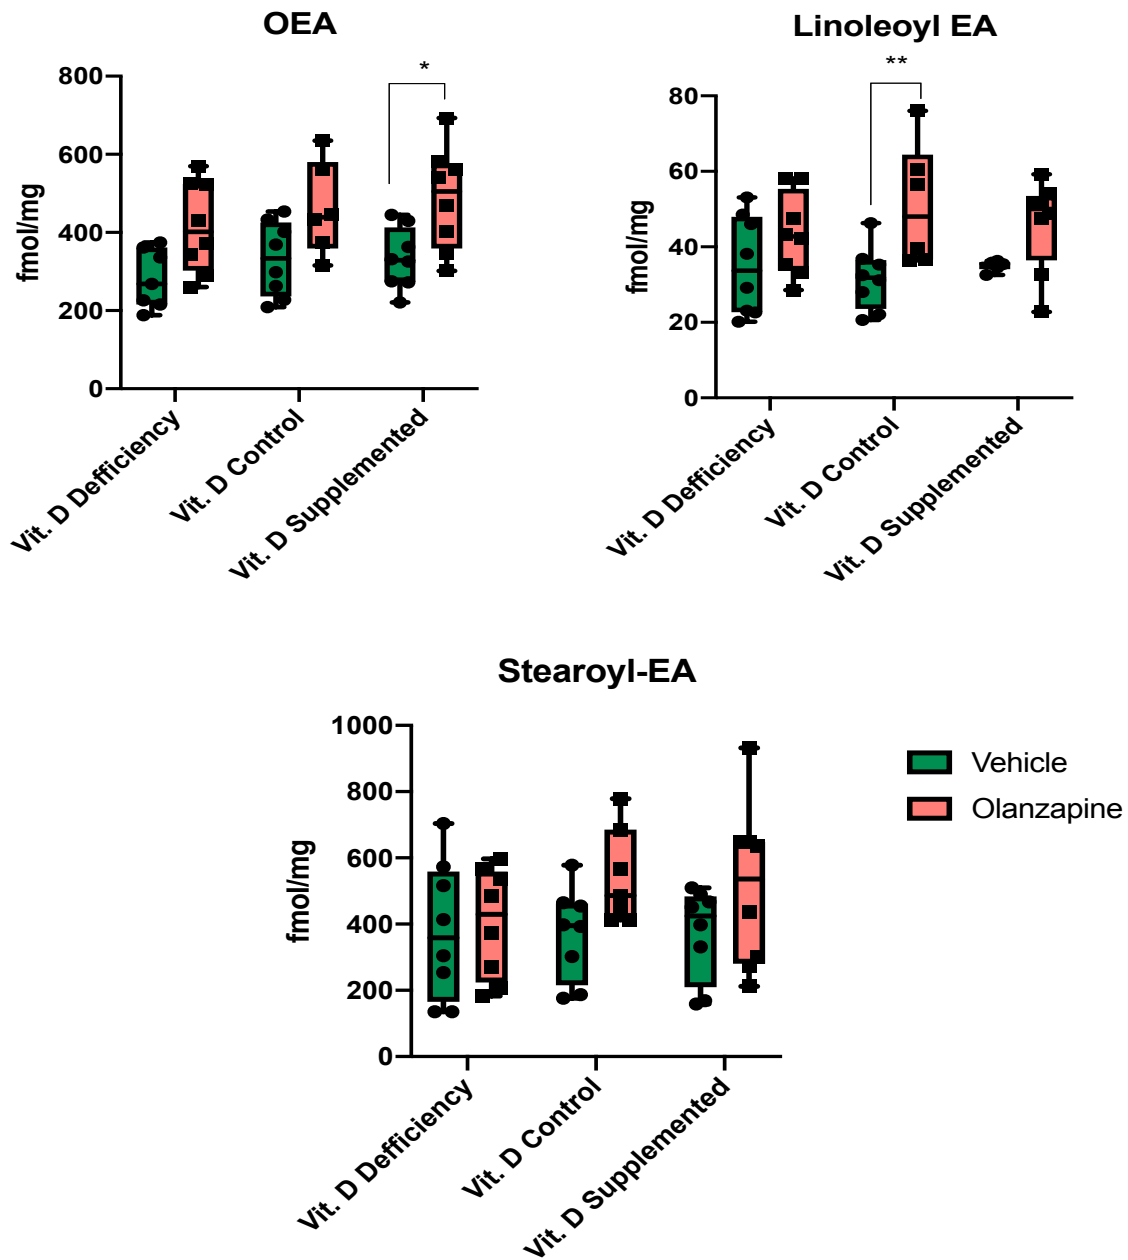 OEA
*
800
600
400
200
0
fmol/mg
Vit. D Defficiency
Vit. D Control
Vit. D Supplemented
Linoleoyl EA
**
80
60
40
20
0
fmol/mg
Vit. D Defficiency
Vit. D Control
Vit. D Supplemented
Stearoyl-EA
1000
800
600
400
200
0
fmol/mg
Vit. D Defficiency
Vit. D Control
Vit. D Supplemented
Vehicle
Olanzapine